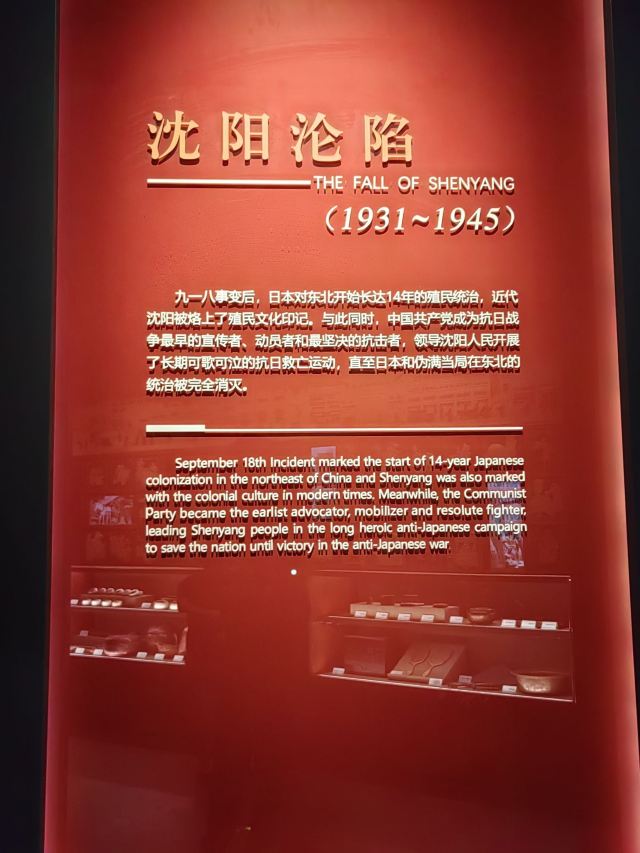 沈阳沦陷
THE FALL OF SHENYANG
(1931~1945)
九一八事变后，日本对东北开始长达14年的殖民统治，近代
沈阳被烙上了殖民文化印记。与此同时，中国共产党成为抗日战
争最早的宣传者、动员者和最坚决的抗击者，领导沈阳人民开展
了长期可歌可泣的抗日救亡运动，直至日本和伪满当局在东北的
统治被完全消灭。
September 18th Incident marked the start of 14-year Japanese
colonization in the northeast of China and Shenyang was also marked
with the colonial culture in modern times. Meanwhile, the Communist
Party became the earlist advocator, mobilizer and resolute fighter,
leading Shenyang people in the long heroic anti-Japanese campaign
to save the nation until victory in the anti-Japanese war.